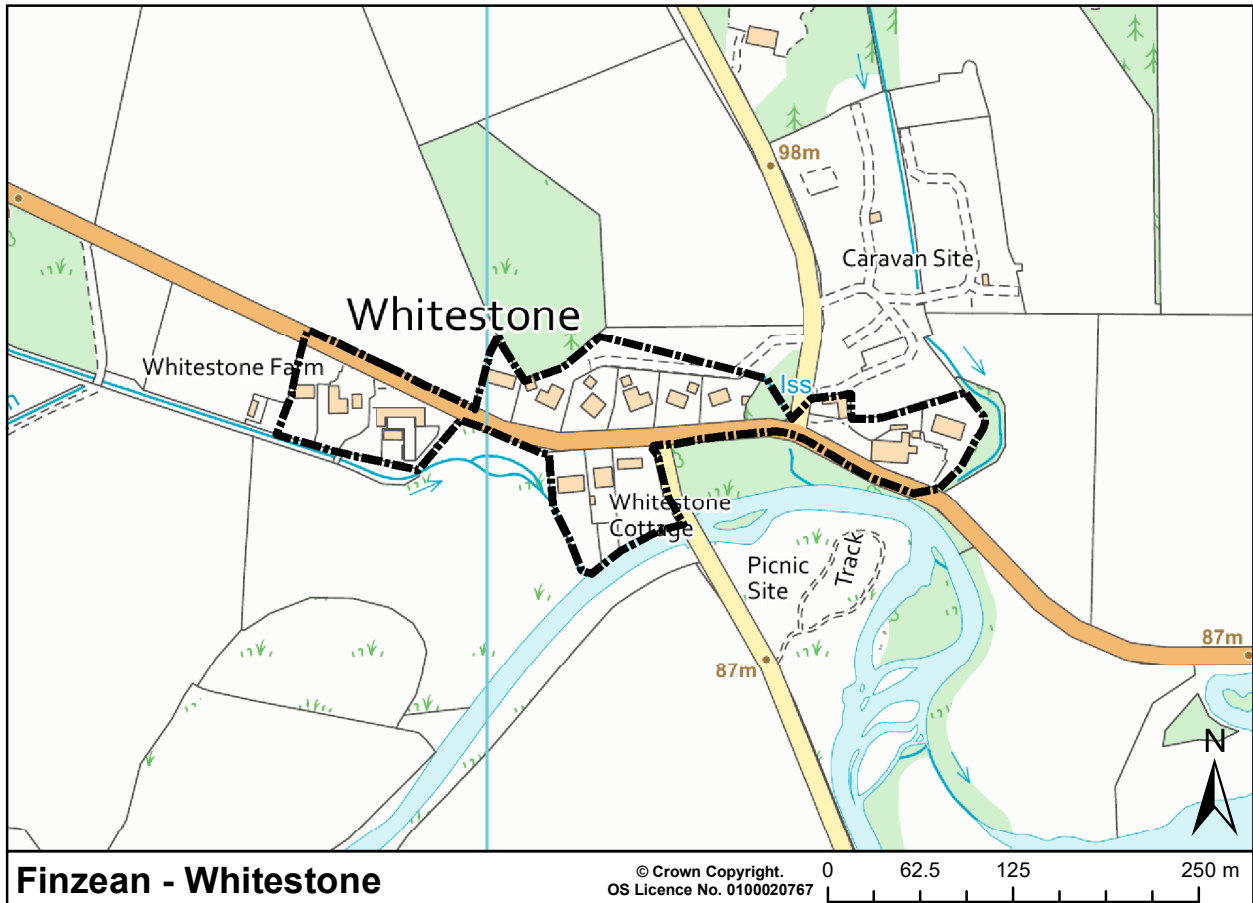 98m
Caravan Site
Whitestone
Whitestone Farm
Iss
Whitestone
Cottage
Picnic
Site
Track
87m
87m
N
Finzean - Whitestone
© Crown Copyright.
OS Licence No. 0100020767
0 62.5 125 250 m